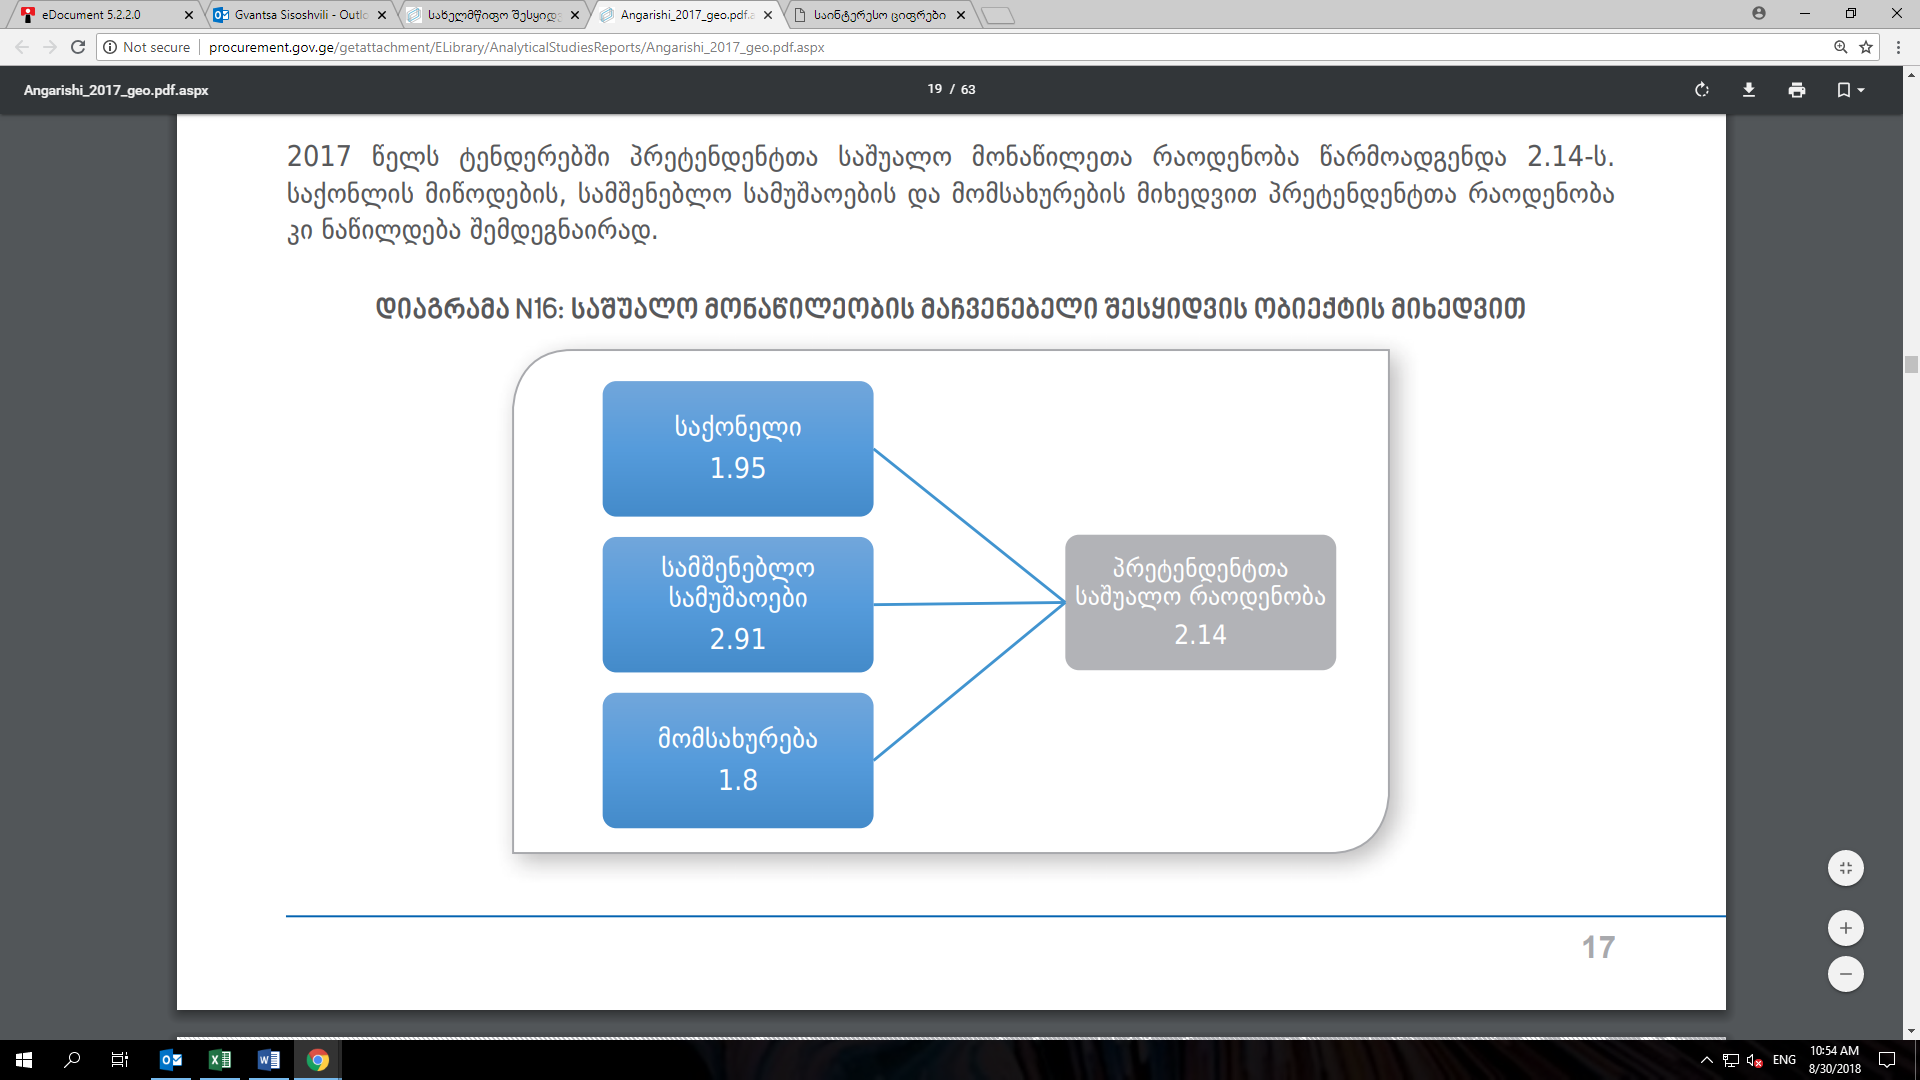 eDocument 5.2.2.0
Gvantsa Sisoshvili - Outlo
სახელმწიფო შესყიდვ
Angarishi_2017_geo.pdf.a
საინტერესო ციფრები
Not secure
procurement.gov.ge/getattachment/ELibrary/AnalyticalStudiesReports/Angarishi_2017_geo.pdf.aspx
Angarishi_2017_geo.pdf.aspx
19 / 63
2017 წელს ტენდერებში პრეტენდენტთა საშუალო მონაწილეთა რაოდენობა წარმოადგენდა 2.14-ს.
საქონლის მიწოდების, სამშენებლო სამუშაოების და მომსახურების მიხედვით პრეტენდენტთა რაოდენობა
კი ნაწილდება შემდეგნაირად.
დიაგრამა N16: საშუალო მონაწილეობის მაჩვენებელი შესყიდვის ობიექტის მიხედვით
საქონელი
1.95
სამშენებლო
სამუშაოები
2.91
მომსახურება
1.8
პრეტენდენტთა
საშუალო რაოდენობა
2.14
17
ENG
10:54 AM
8/30/2018